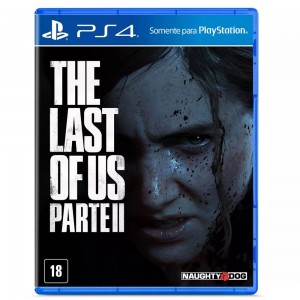 PS4
Somente para PlayStation.
THE
LAST
OF US
PARTE II
18
NAUGHTY DOG